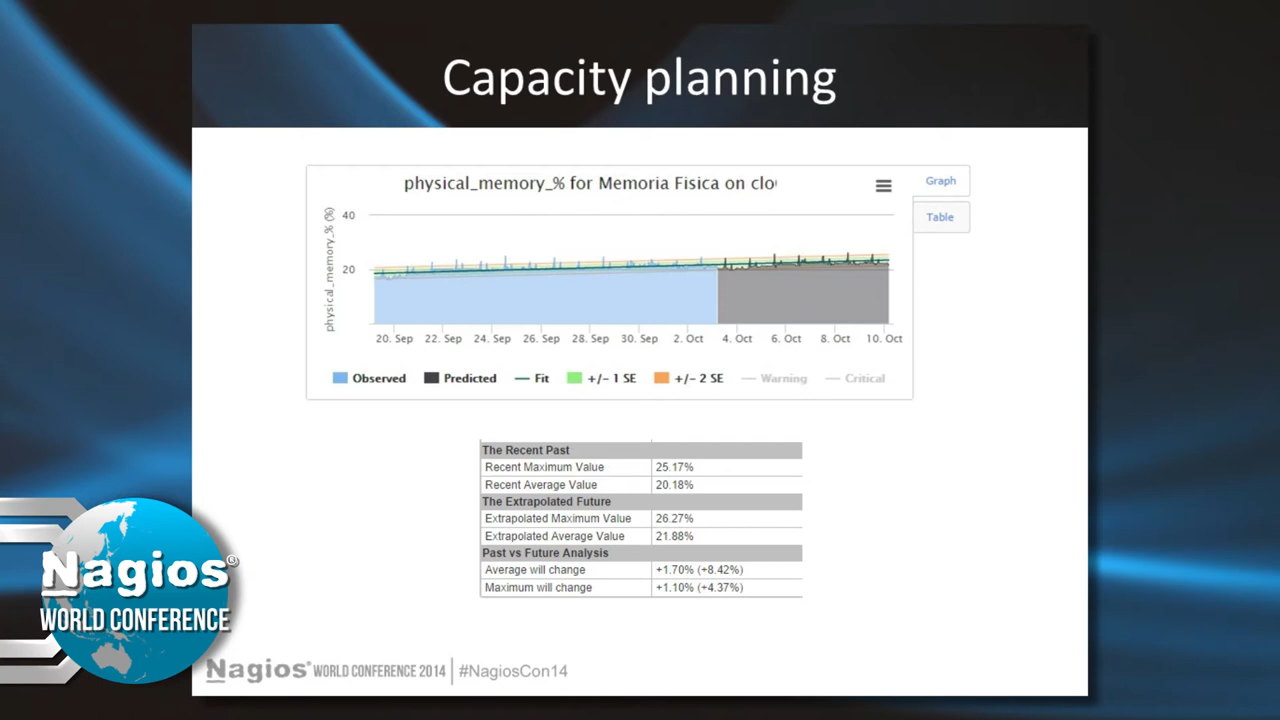 Capacity planning
physical_memory_% for Memoria Fisica on clo
Graph
Table
physical_memory_% (%)
40
20
20. Sep 22. Sep 24. Sep 26. Sep 28. Sep 30. Sep 2. Oct 4. Oct 6. Oct 8. Oct 10. Oct
Observed Predicted Fit +/- 1 SE +/- 2 SE Warning Critical
The Recent Past
Recent Maximum Value 25.17%
Recent Average Value 20.18%
The Extrapolated Future
Extrapolated Maximum Value 26.27%
Extrapolated Average Value 21.88%
Past vs Future Analysis
Average will change +1.70% (+8.42%)
Maximum will change +1.10% (+4.37%)
Nagios®
WORLD CONFERENCE
Nagios® WORLD CONFERENCE 2014 | #NagiosCon14